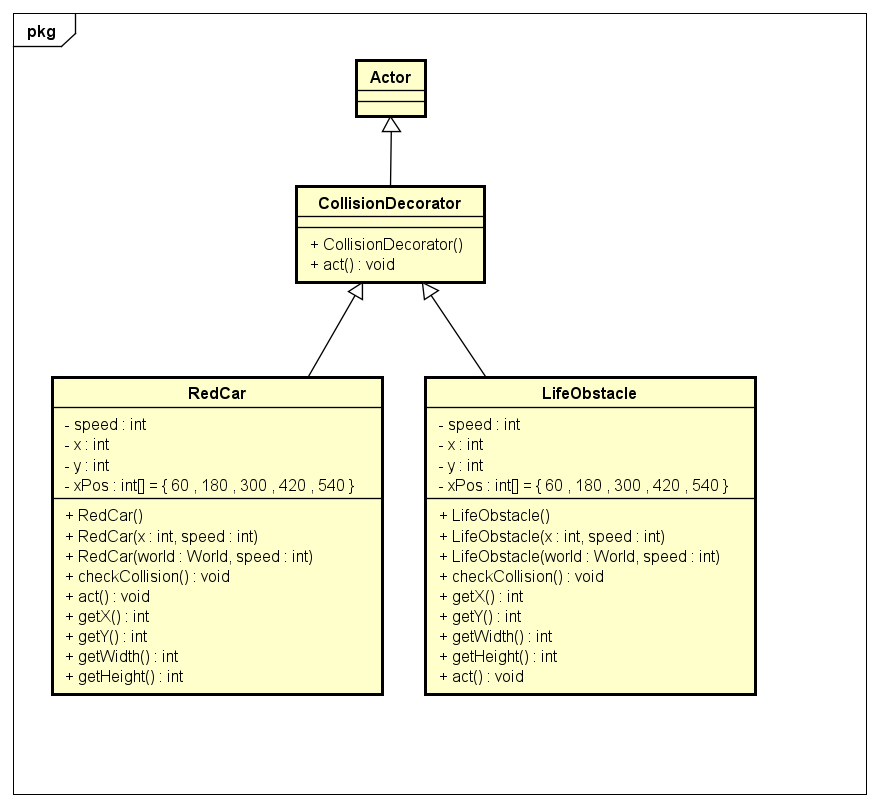 pkg
Actor
CollisionDecorator
+ CollisionDecorator()
+ act() : void
RedCar
- speed : int
- x : int
- y : int
- xPos : int[] = { 60 , 180 , 300 , 420 , 540 }
+ RedCar()
+ RedCar(x : int, speed : int)
+ RedCar(world : World, speed : int)
+ checkCollision() : void
+ act() : void
+ getX() : int
+ getY() : int
+ getWidth() : int
+ getHeight() : int
LifeObstacle
- speed : int
- x : int
- y : int
- xPos : int[] = { 60 , 180 , 300 , 420 , 540 }
+ LifeObstacle()
+ LifeObstacle(x : int, speed : int)
+ LifeObstacle(world : World, speed : int)
+ checkCollision() : void
+ getX() : int
+ getY() : int
+ getWidth() : int
+ getHeight() : int
+ act() : void